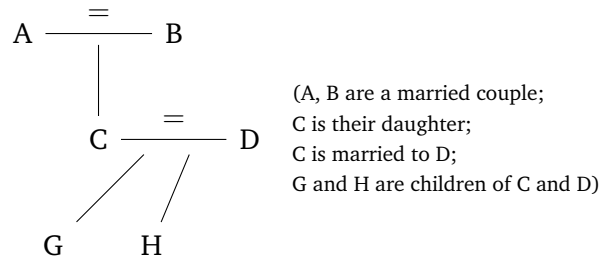 =
A B
(A, B are a married couple;
C is their daughter;
C is married to D;
G and H are children of C and D)
=
C D
G H